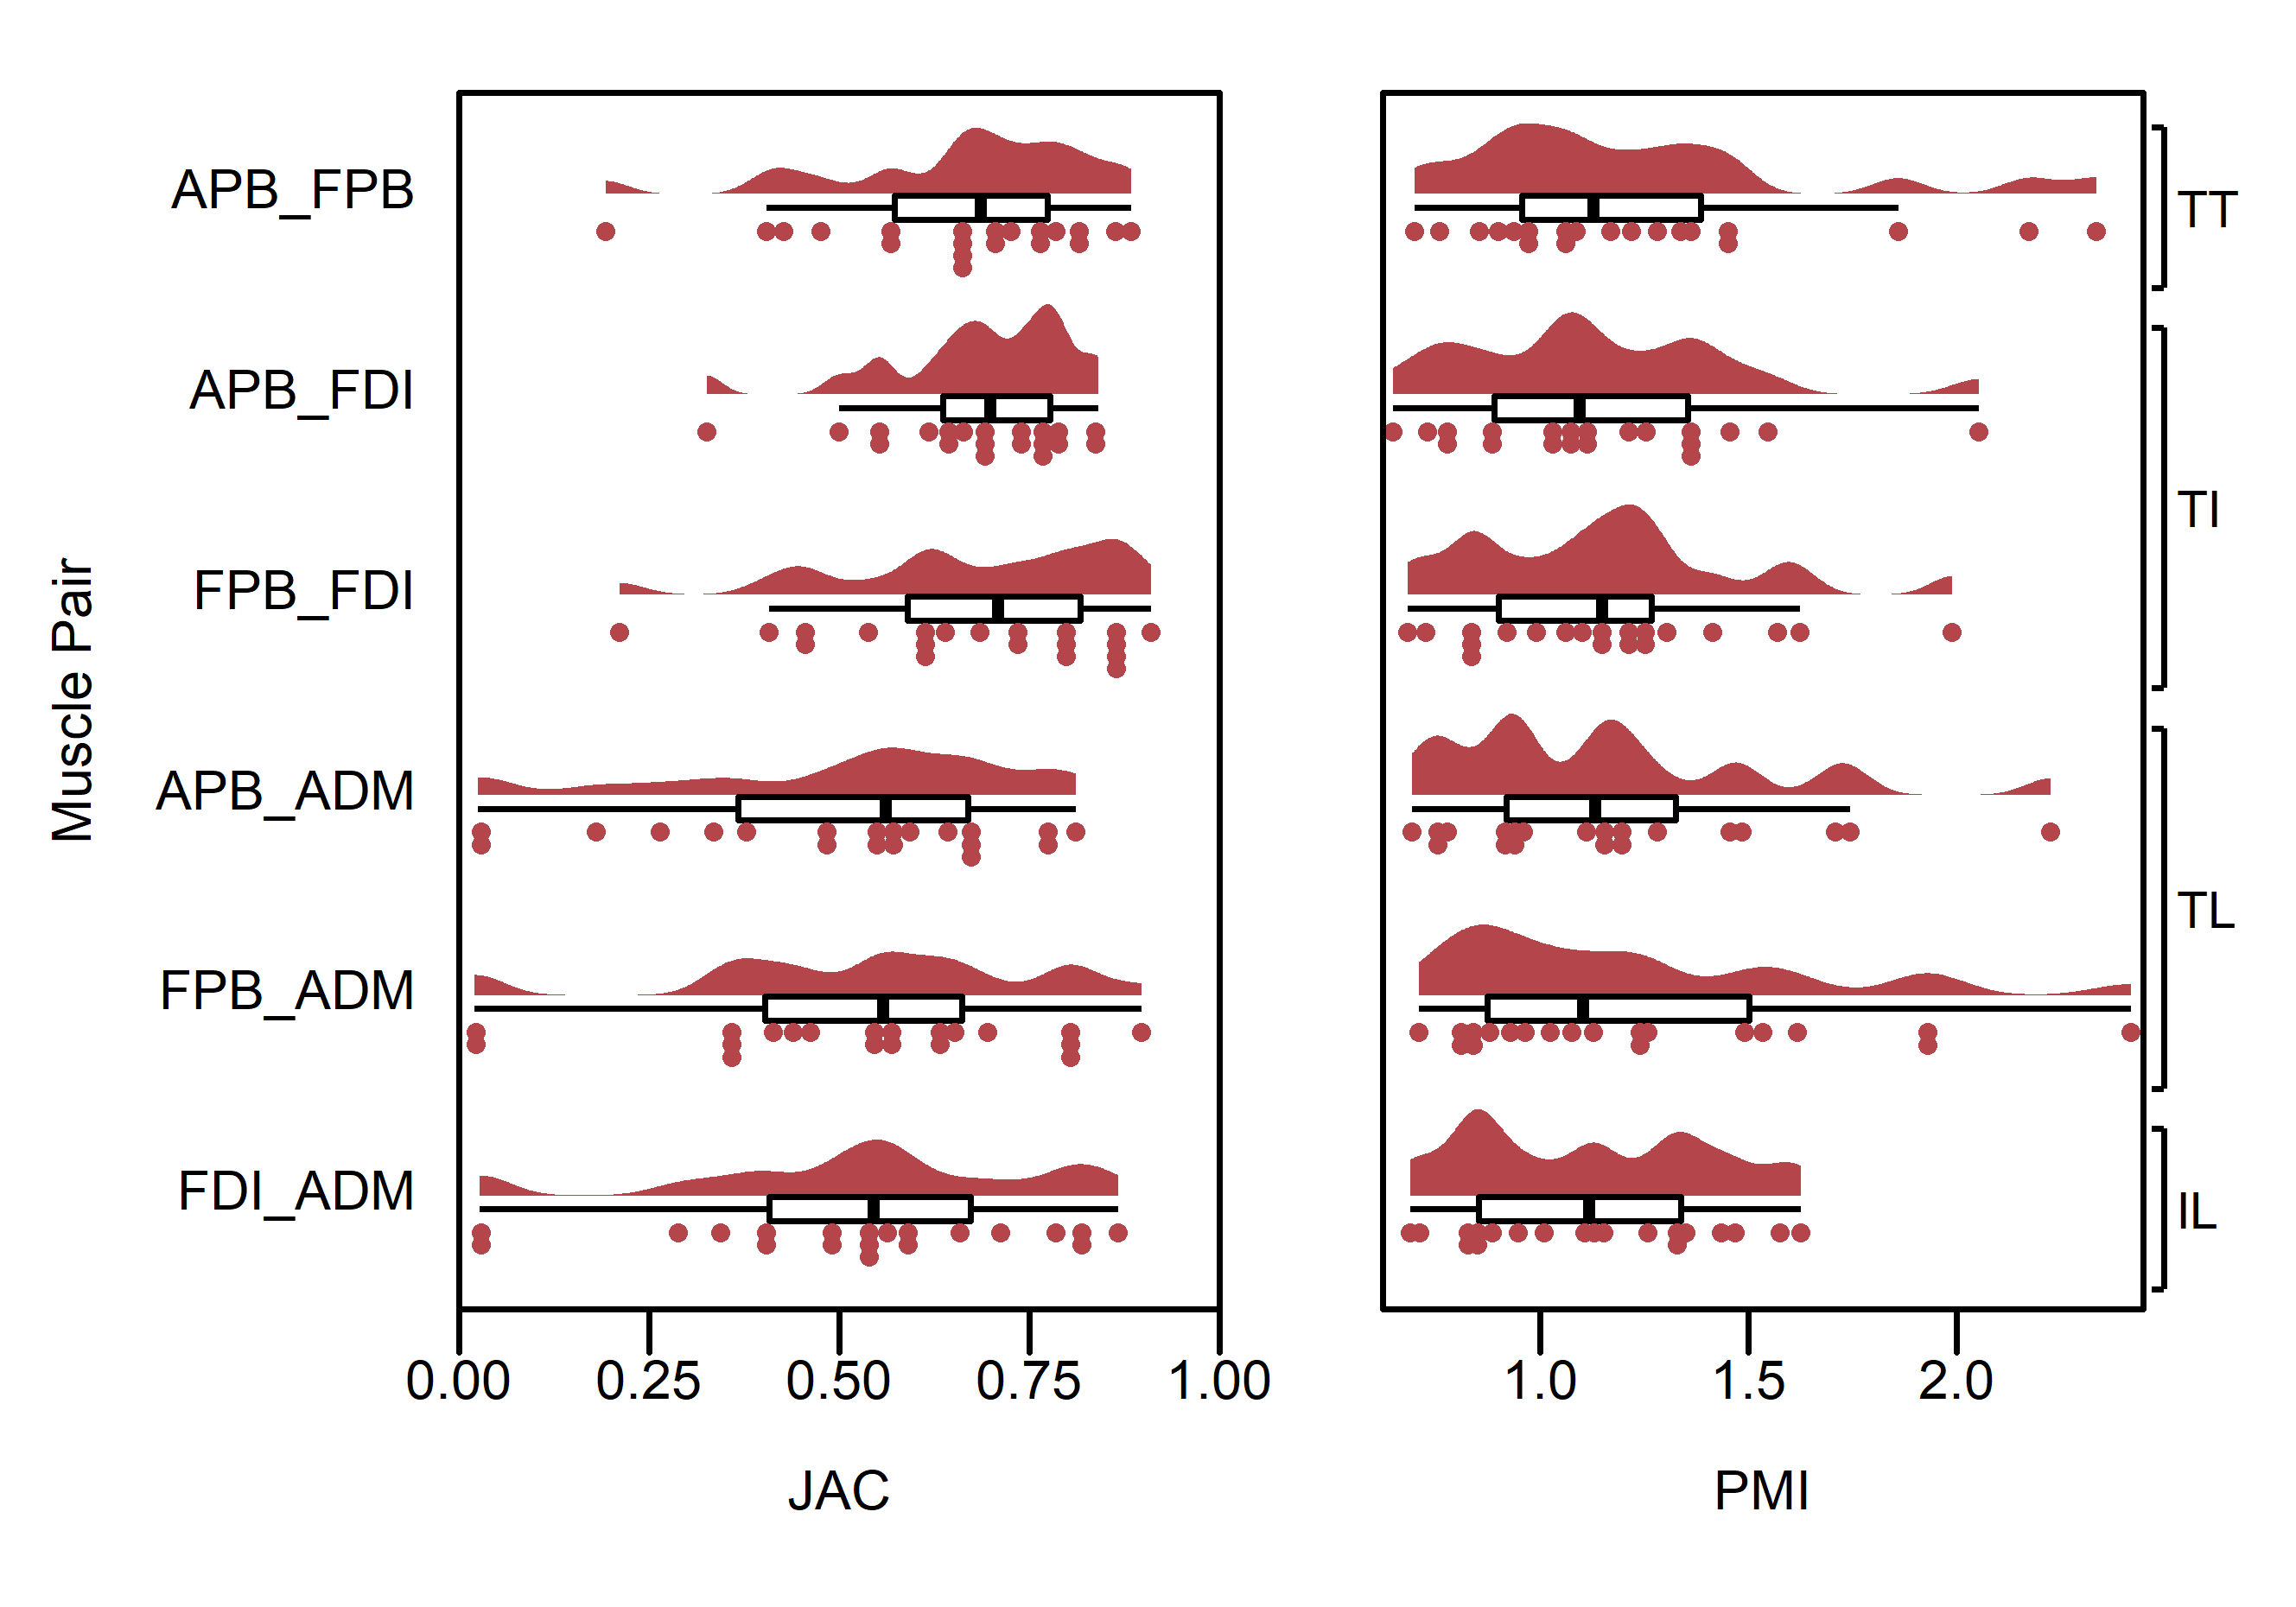 Muscle Pair
APB_FPB
APB_FDI
FPB_FDI
APB_ADM
FPB_ADM
FDI_ADM
0.00 0.25 0.50 0.75 1.00
JAC
1.0 1.5 2.0
PMI
TT
TI
TL
IL